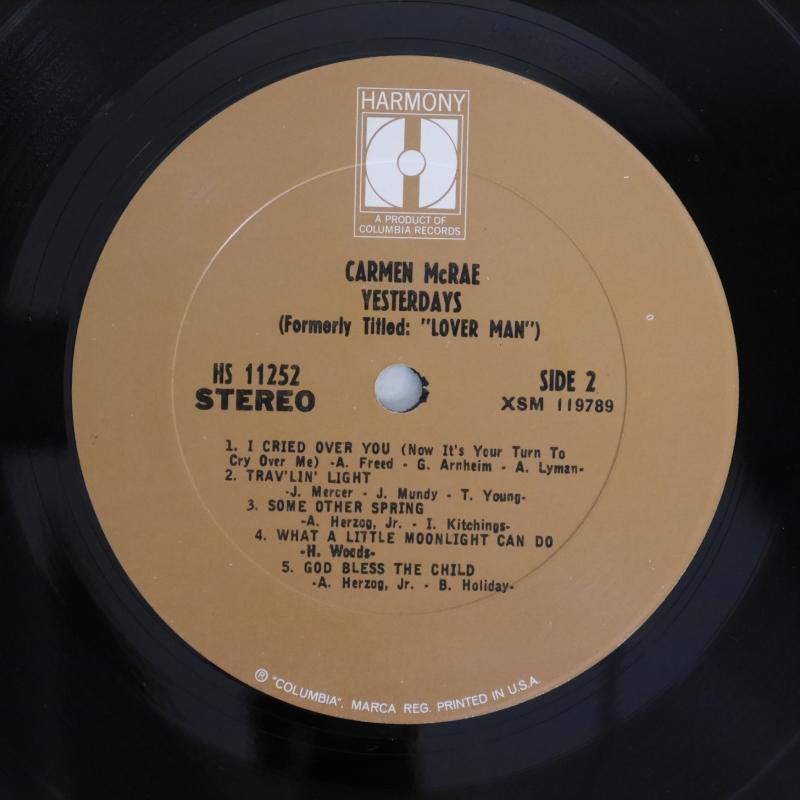 HARMONY
A PRODUCT OF
COLUMBIA RECORDS
CARMEN McRAE
YESTERDAYS
(Formerly Titled: "LOVER MAN")
HS 11252
STEREO
SIDE 2
XSM 119789
1. I CRIED OVER YOU (Now It's Your Turn To
Cry Over Me) -A. Freed - G. Arnheim - A. Lyman-
2. TRAV'LIN' LIGHT
-J. Mercer - J. Mundy - T. Young-
3. SOME OTHER SPRING
-A. Herzog, Jr. - I. Kitchings-
4. WHAT A LITTLE MOONLIGHT CAN DO
-H. Woods-
5. GOD BLESS THE CHILD
-A. Herzog, Jr. - B. Holiday-
® "COLUMBIA", MARCA REG. PRINTED IN U.S.A.